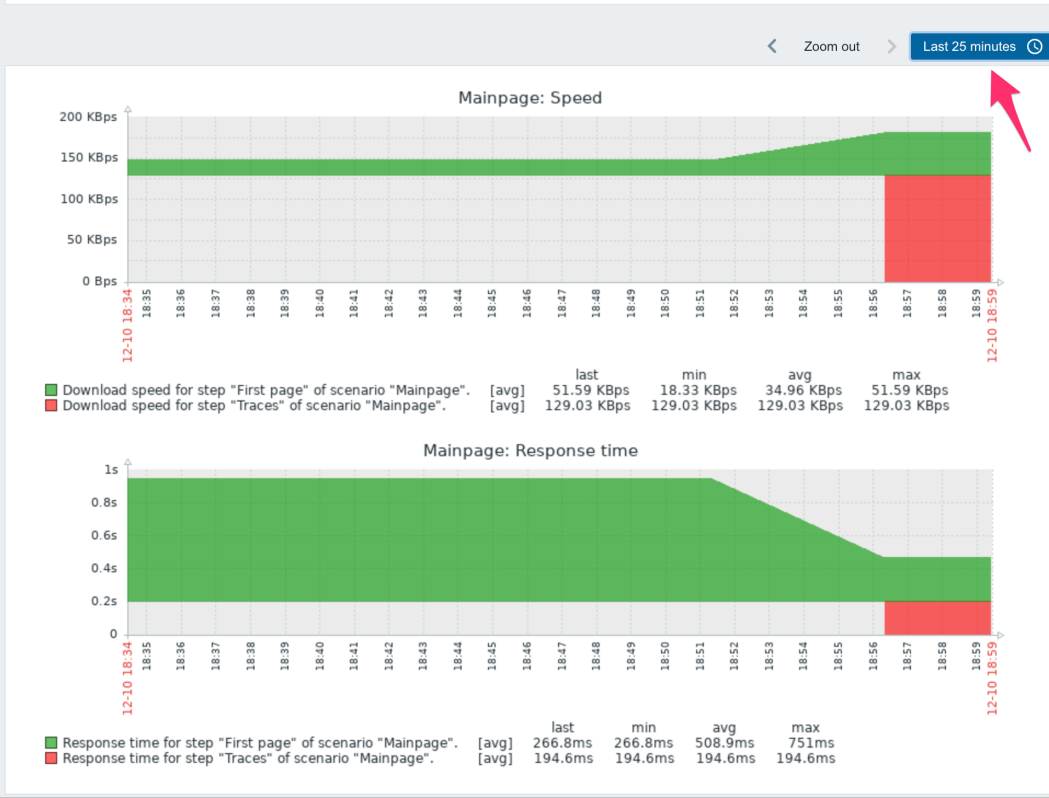 Zoom out
Last 25 minutes
Mainpage: Speed
200 KBps
150 KBps
100 KBps
50 KBps
0 Bps
12-10 18:34
18:35
18:36
18:37
18:38
18:39
18:40
18:41
18:42
18:43
18:44
18:45
18:46
18:47
18:48
18:49
18:50
18:51
18:52
18:53
18:54
18:55
18:56
18:57
18:58
18:59
12-10 18:59
last min avg max
Download speed for step "First page" of scenario "Mainpage". [avg] 51.59 KBps 18.33 KBps 34.96 KBps 51.59 KBps
Download speed for step "Traces" of scenario "Mainpage". [avg] 129.03 KBps 129.03 KBps 129.03 KBps 129.03 KBps
Mainpage: Response time
1s
0.8s
0.6s
0.4s
0.2s
0
12-10 18:34
18:35
18:36
18:37
18:38
18:39
18:40
18:41
18:42
18:43
18:44
18:45
18:46
18:47
18:48
18:49
18:50
18:51
18:52
18:53
18:54
18:55
18:56
18:57
18:58
18:59
12-10 18:59
last min avg max
Response time for step "First page" of scenario "Mainpage". [avg] 266.8ms 266.8ms 508.9ms 751ms
Response time for step "Traces" of scenario "Mainpage". [avg] 194.6ms 194.6ms 194.6ms 194.6ms